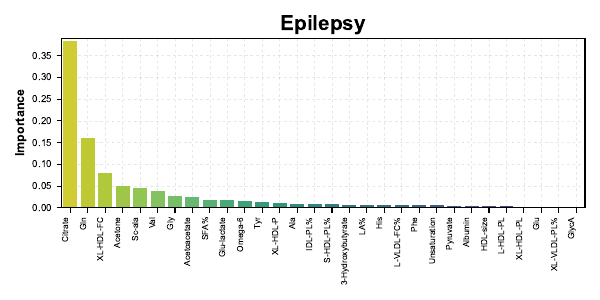 Epilepsy
Importance
0.35
0.30
0.25
0.20
0.15
0.10
0.05
0.00
Citrate
Gln
XL-HDL-FC
Acetone
Sc-ala
Val
Gly
Acetoacetate
SFA%
Glu-lactate
Omega-6
Tyr
XL-HDL-P
Ala
IDL-PL%
S-HDL-PL%
3-Hydroxybutyrate
LA%
His
L-VLDL-FC%
Phe
Unsaturation
Pyruvate
Albumin
HDL-size
L-HDL-PL
XL-HDL-PL
Glu
XL-VLDL-PL%
GlycA